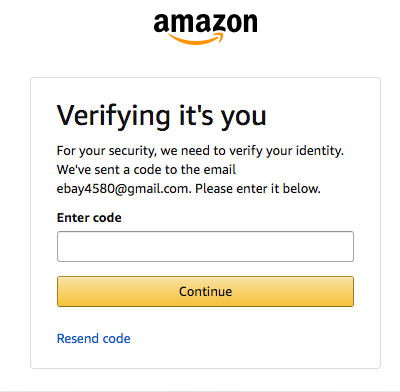 amazon
Verifying it's you
For your security, we need to verify your identity.
We've sent a code to the email
ebay4580@gmail.com. Please enter it below.
Enter code
Continue
Resend code